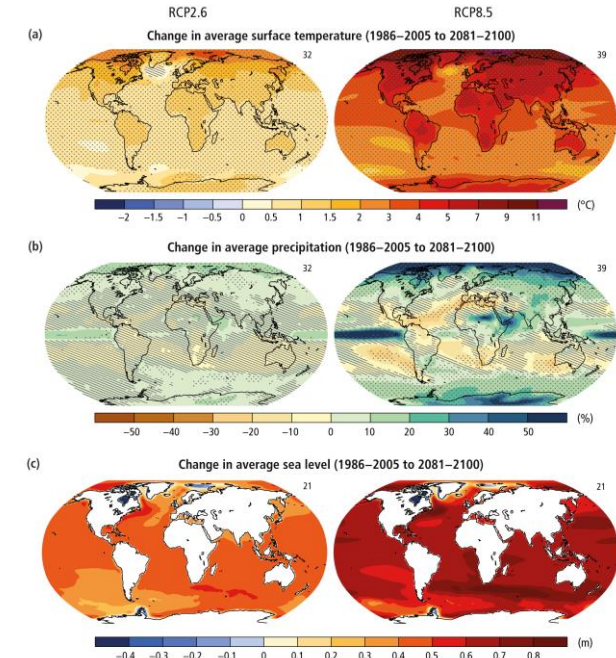 RCP2.6 RCP8.5
(a) Change in average surface temperature (1986–2005 to 2081–2100)
32 39
−2 −1.5 −1 −0.5 0 0.5 1 1.5 2 3 4 5 7 9 11 (°C)
(b) Change in average precipitation (1986–2005 to 2081–2100)
32 39
−50 −40 −30 −20 −10 0 10 20 30 40 50 (%)
(c) Change in average sea level (1986–2005 to 2081–2100)
21 21
−0.4 −0.3 −0.2 −0.1 0 0.1 0.2 0.3 0.4 0.5 0.6 0.7 0.8 (m)